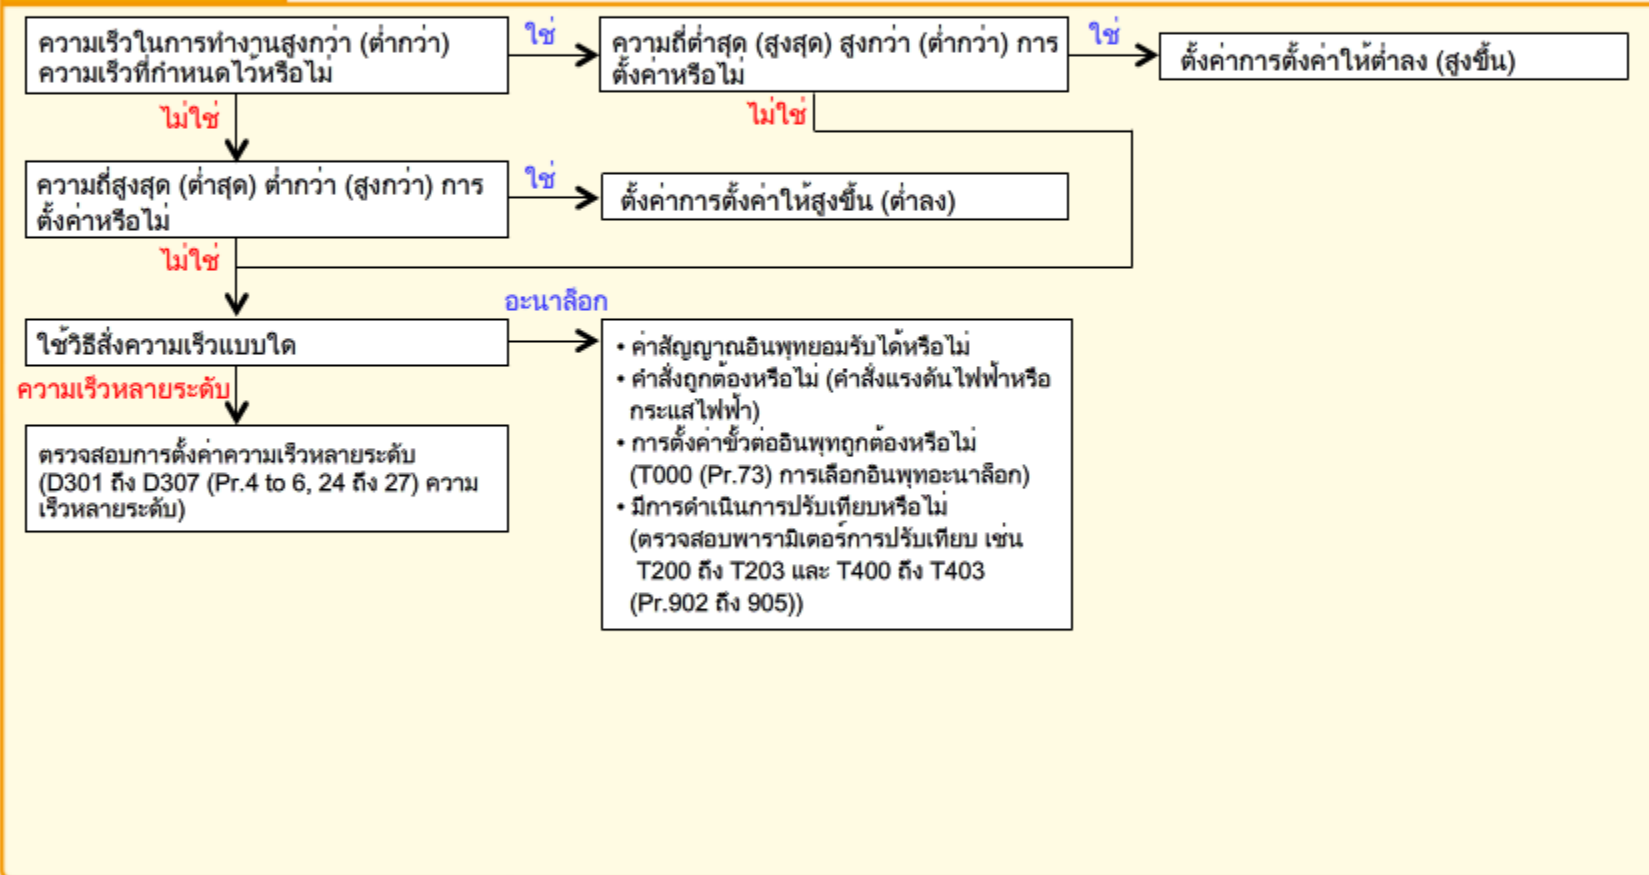 ความเร็วในการทำงานสูงกว่า (ต่ำกว่า)
ความเร็วที่กำหนดไว้หรือไม่
ใช่
ความถี่ต่ำสุด (สูงสุด) สูงกว่า (ต่ำกว่า) การ
ตั้งค่าหรือไม่
ใช่
ตั้งค่าการตั้งค่าให้ต่ำลง (สูงขึ้น)
ไม่ใช่
ไม่ใช่
ความถี่สูงสุด (ต่ำสุด) ต่ำกว่า (สูงกว่า) การ
ตั้งค่าหรือไม่
ใช่
ตั้งค่าการตั้งค่าให้สูงขึ้น (ต่ำลง)
ไม่ใช่
ใช้วิธีสั่งความเร็วแบบใด
อะนาล็อก
ความเร็วหลายระดับ
ตรวจสอบการตั้งค่าความเร็วหลายระดับ
(D301 ถึง D307 (Pr.4 to 6, 24 ถึง 27) ความ
เร็วหลายระดับ)
• ค่าสัญญาณอินพุทยอมรับได้หรือไม่
• คำสั่งถูกต้องหรือไม่ (คำสั่งแรงดันไฟฟ้าหรือ
กระแสไฟฟ้า)
• การตั้งค่าขั้วต่ออินพุทถูกต้องหรือไม่
(T000 (Pr.73) การเลือกอินพุทอะนาล็อก)
• มีการดำเนินการปรับเทียบหรือไม่
(ตรวจสอบพารามิเตอร์การปรับเทียบ เช่น
T200 ถึง T203 และ T400 ถึง T403
(Pr.902 ถึง 905))